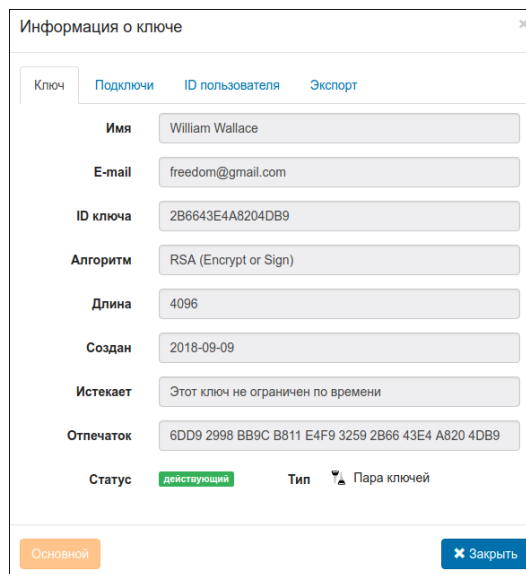 Информация о ключе ×
Ключ Подключи ID пользователя Экспорт
Имя William Wallace
E-mail freedom@gmail.com
ID ключа 2B6643E4A8204DB9
Алгоритм RSA (Encrypt or Sign)
Длина 4096
Создан 2018-09-09
Истекает Этот ключ не ограничен по времени
Отпечаток 6DD9 2998 BB9C B811 E4F9 3259 2B66 43E4 A820 4DB9
Статус действующий Тип Пара ключей
Основной ✖ Закрыть